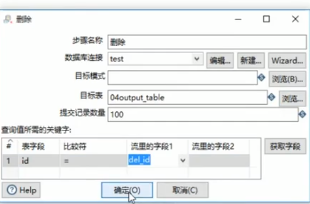 删除
步骤名称 删除
数据库连接 test 编辑... 新建... Wizard...
目标模式 浏览(B)...
目标表 04output_table 浏览...
提交记录数量 100
查询值所需的关键字:
# 表字段 比较符 流里的字段1 流里的字段2 获取字段
1 id = del_id
Help 确定(O) 取消(C)